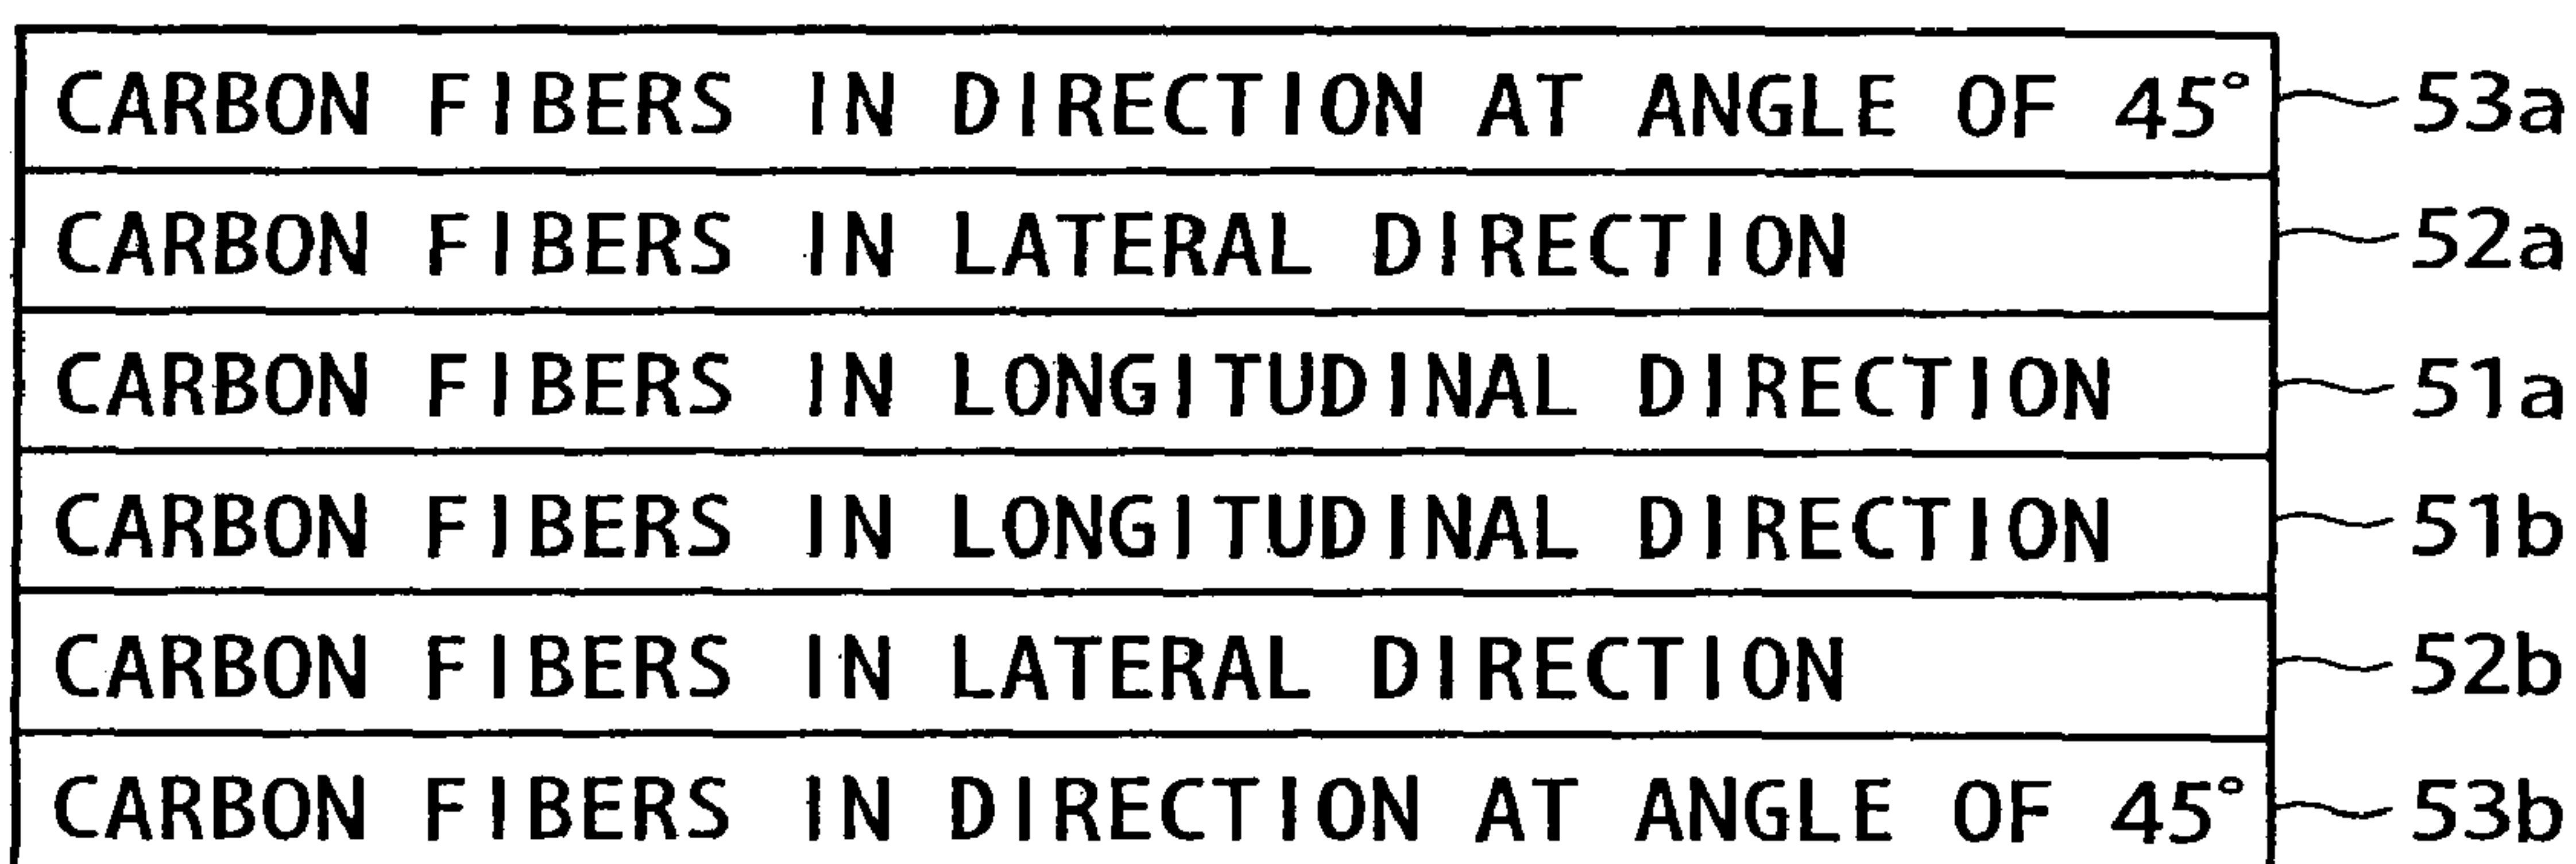 CARBON FIBERS IN DIRECTION AT ANGLE OF 45° 53a
CARBON FIBERS IN LATERAL DIRECTION 52a
CARBON FIBERS IN LONGITUDINAL DIRECTION 51a
CARBON FIBERS IN LONGITUDINAL DIRECTION 51b
CARBON FIBERS IN LATERAL DIRECTION 52b
CARBON FIBERS IN DIRECTION AT ANGLE OF 45° 53b